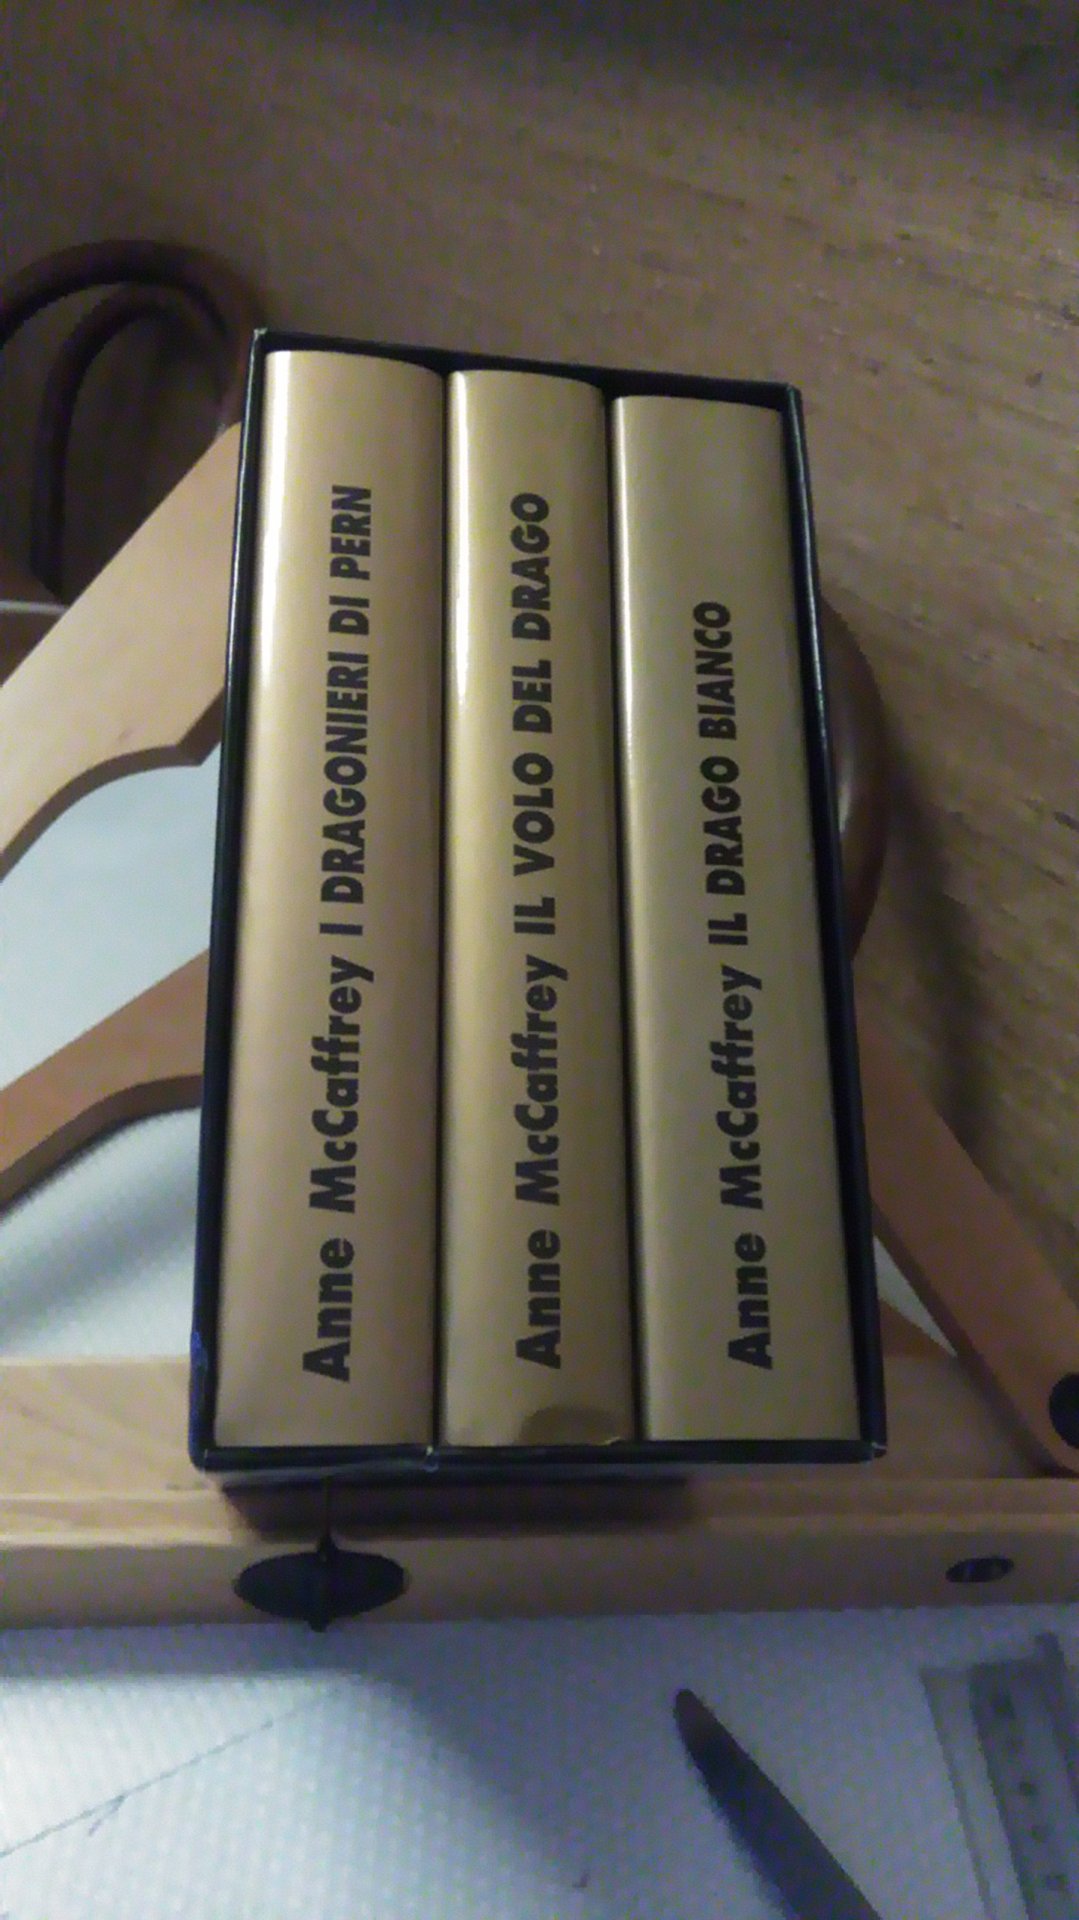 Anne McCaffrey I DRAGONIERI DI PERN
Anne McCaffrey IL VOLO DEL DRAGO
Anne McCaffrey IL DRAGO BIANCO